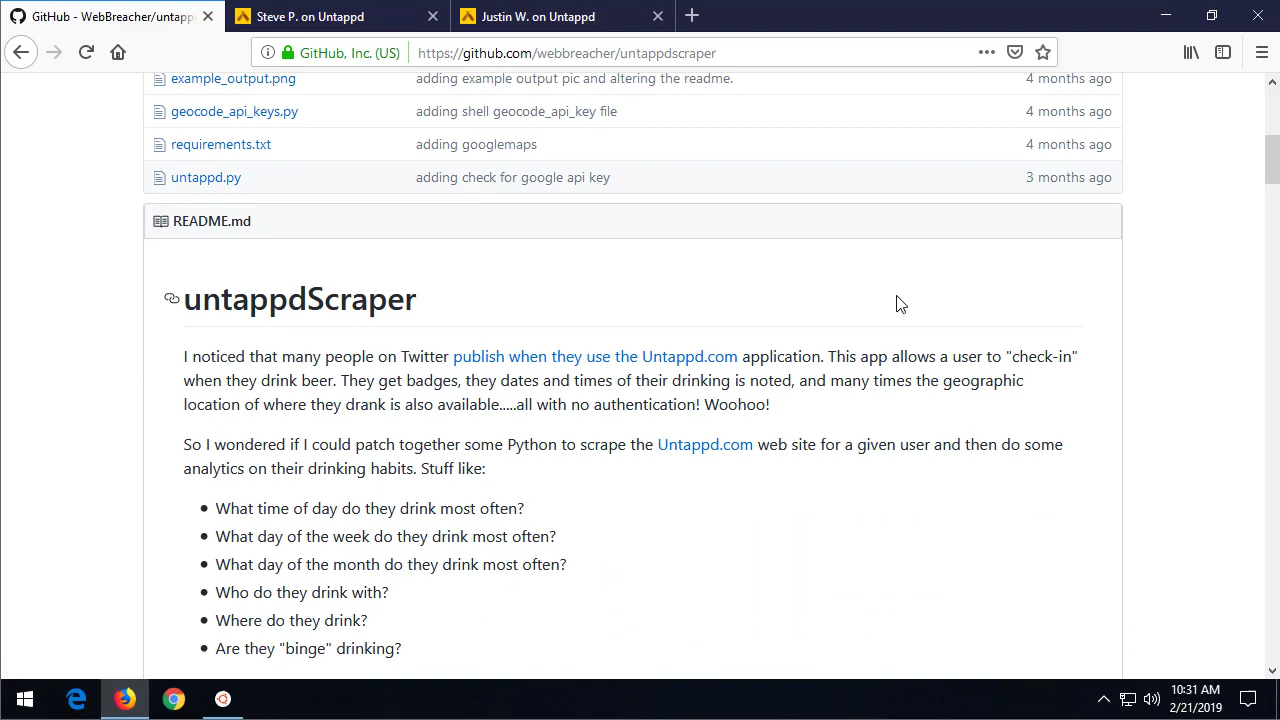 GitHub - WebBreacher/untappd
Steve P. on Untappd
Justin W. on Untappd
GitHub, Inc. (US)
https://github.com/webbreacher/untappdscraper
example_output.png adding example output pic and altering the readme. 4 months ago
geocode_api_keys.py adding shell geocode_api_key file 4 months ago
requirements.txt adding googlemaps 4 months ago
untappd.py adding check for google api key 3 months ago
README.md
untappdScraper
I noticed that many people on Twitter publish when they use the Untappd.com application. This app allows a user to "check-in"
when they drink beer. They get badges, they dates and times of their drinking is noted, and many times the geographic
location of where they drank is also available.....all with no authentication! Woohoo!
So I wondered if I could patch together some Python to scrape the Untappd.com web site for a given user and then do some
analytics on their drinking habits. Stuff like:
• What time of day do they drink most often?
• What day of the week do they drink most often?
• What day of the month do they drink most often?
• Who do they drink with?
• Where do they drink?
• Are they "binge" drinking?
10:31 AM
2/21/2019